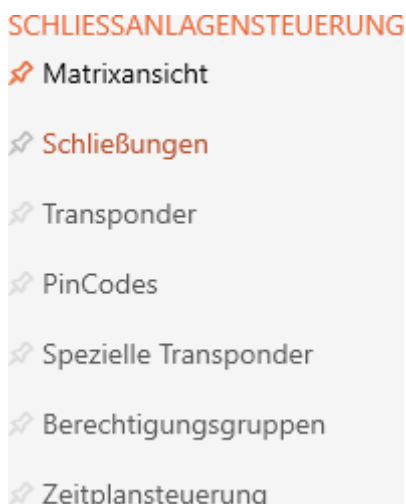 SCHLIESSANLAGENSTEUERUNG
Matrixansicht
Schließungen
Transponder
PinCodes
Spezielle Transponder
Berechtigungsgruppen
Zeitplansteuerung